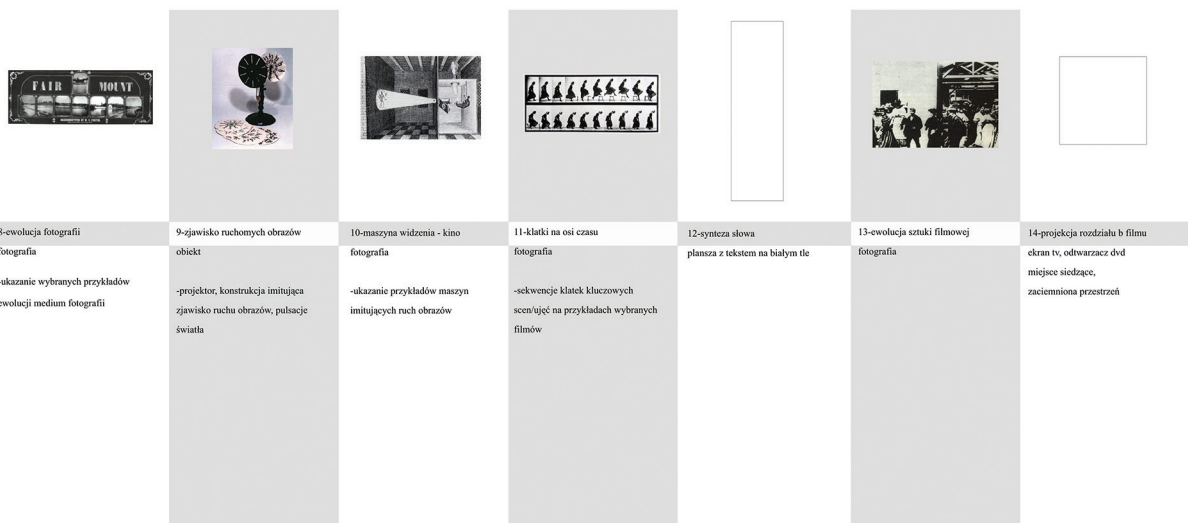 FAIR MOUNT
8-ewolucja fotografii
fotografia
-ukazanie wybranych przykładów
ewolucji medium fotografii
9-zjawisko ruchomych obrazów
obiekt
-projektor, konstrukcja imitująca
zjawisko ruchu obrazów, pulsacje
światła
10-maszyna widzenia - kino
fotografia
-ukazanie przykładów maszyn
imitujących ruch obrazów
11-klatki na osi czasu
fotografia
-sekwencje klatek kluczowych
scen/ujęć na przykładach wybranych
filmów
12-synteza słowa
plansza z tekstem na białym tle
13-ewolucja sztuki filmowej
fotografia
14-projekcja rozdziału b filmu
ekran tv, odtwarzacz dvd
miejsce siedzące,
zaciemniona przestrzeń